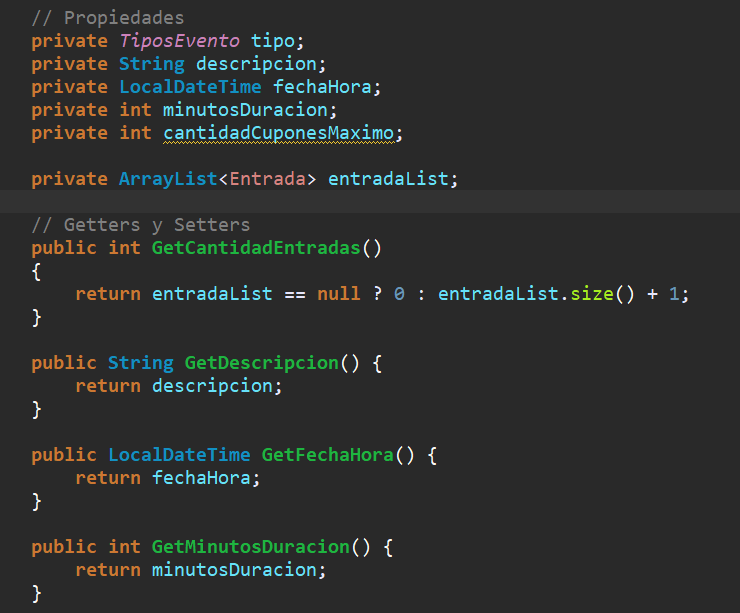 // Propiedades
private TiposEvento tipo;
private String descripcion;
private LocalDateTime fechaHora;
private int minutosDuracion;
private int cantidadCuponesMaximo;
private ArrayList<Entrada> entradaList;
// Getters y Setters
public int GetCantidadEntradas()
{
return entradaList == null ? 0 : entradaList.size() + 1;
}
public String GetDescripcion() {
return descripcion;
}
public LocalDateTime GetFechaHora() {
return fechaHora;
}
public int GetMinutosDuracion() {
return minutosDuracion;
}